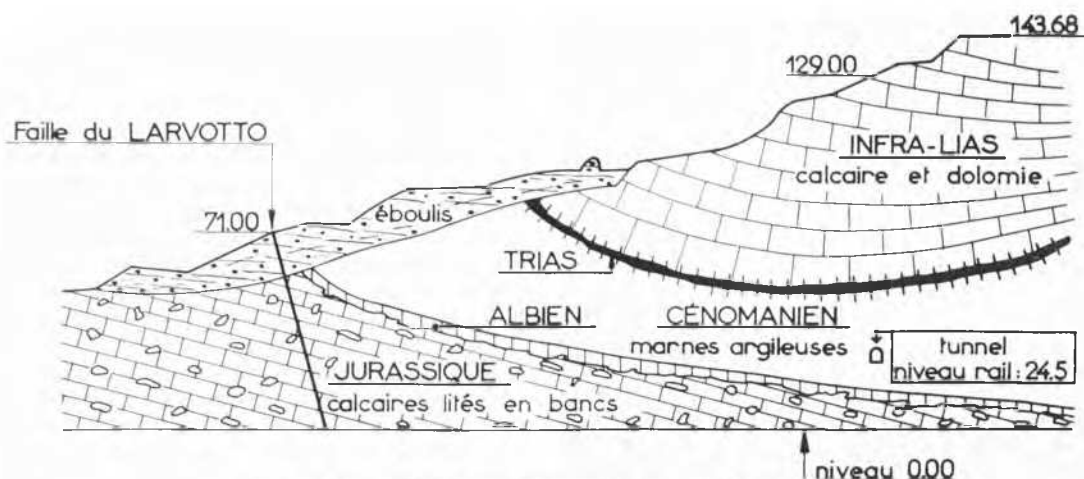 143.68
129.00
Faille du LARVOTTO
INFRA-LIAS
calcaire et dolomie
71.00
éboulis
TRIAS
ALBIEN
CÉNOMANIEN
marnes argileuses
D
tunnel
niveau rail : 24.5
JURASSIQUE
calcaires lités en bancs
niveau 0.00